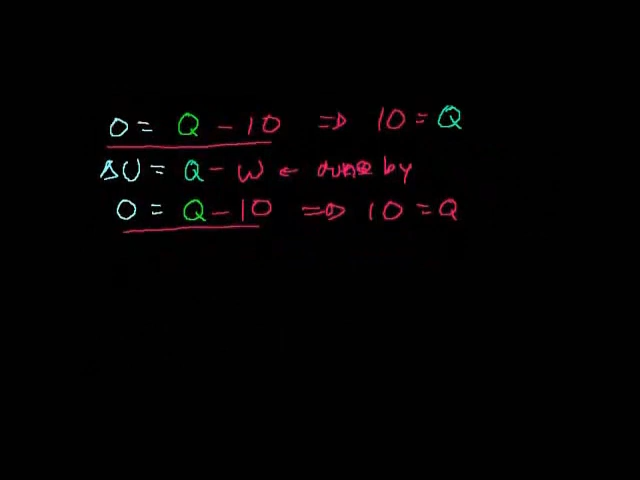 0 = Q - 10 ⇒ 10 = Q
ΔU = Q - W ← done by
0 = Q - 10 ⇒ 10 = Q